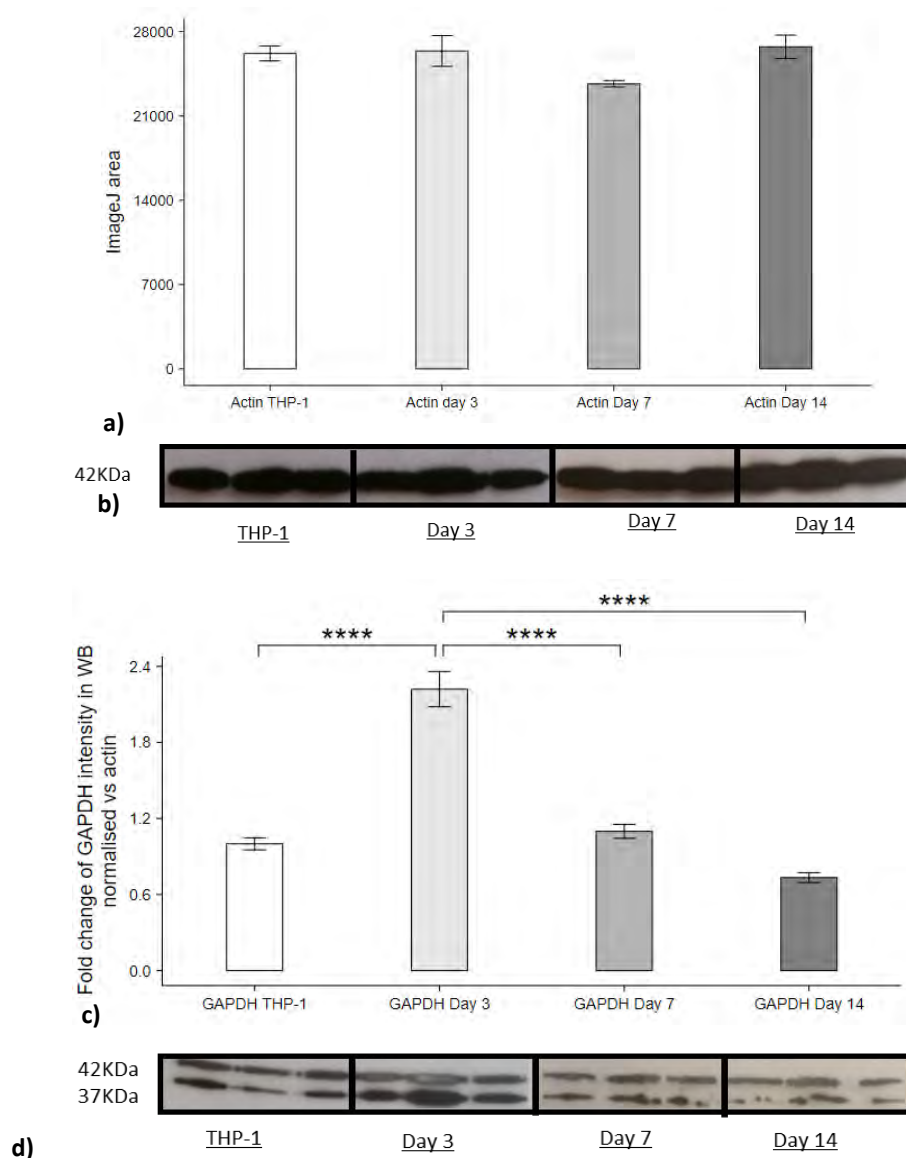 28000
21000
14000
7000
0
ImageJ area
Actin THP-1 Actin day 3 Actin Day 7 Actin Day 14
a)
42KDa
b)
THP-1 Day 3 Day 7 Day 14
**** 
**** ****
2.4
1.8
1.2
0.6
0.0
Fold change of GAPDH intensity in WB
normalised vs actin
GAPDH THP-1 GAPDH Day 3 GAPDH Day 7 GAPDH Day 14
c)
42KDa
37KDa
THP-1 Day 3 Day 7 Day 14
d)